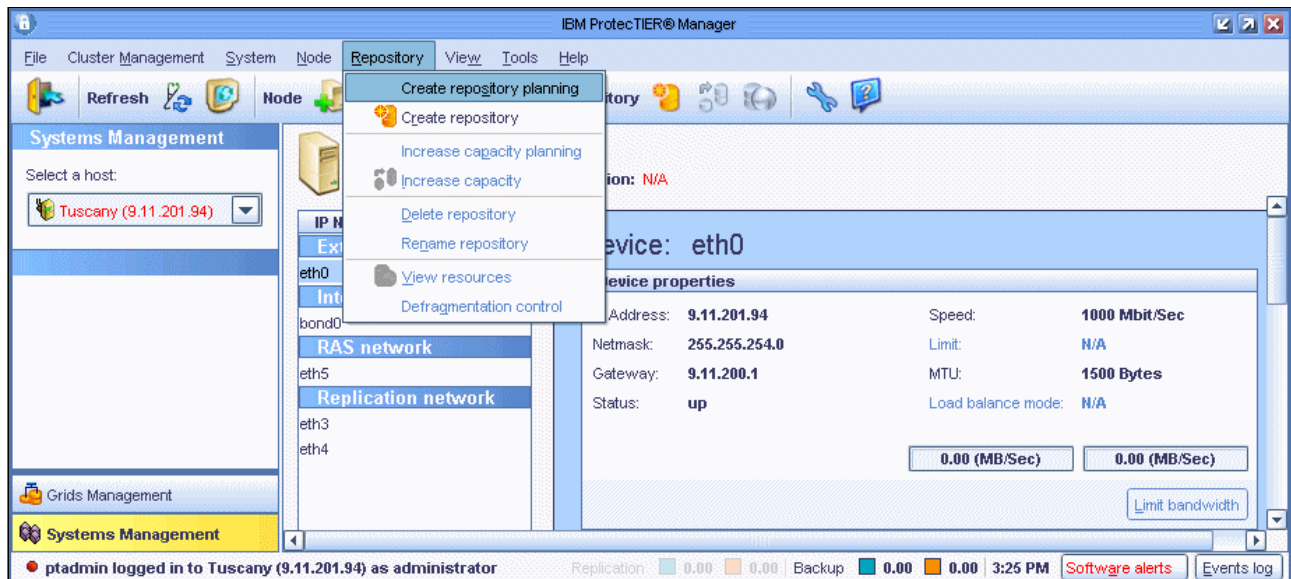 IBM ProtecTIER® Manager
File Cluster Management System Node Repository View Tools Help
Refresh
Node
itory
Create repository planning
Create repository
Increase capacity planning
Increase capacity
Delete repository
Rename repository
View resources
Defragmentation control
Systems Management
Select a host:
Tuscany (9.11.201.94)
ion: N/A
IP N
Ext
eth0
Int
bond0
RAS network
eth5
Replication network
eth3
eth4
evice: eth0
evice properties
Address: 9.11.201.94 Speed: 1000 Mbit/Sec
Netmask: 255.255.254.0 Limit: N/A
Gateway: 9.11.200.1 MTU: 1500 Bytes
Status: up Load balance mode: N/A
0.00 (MB/Sec) 0.00 (MB/Sec)
Limit bandwidth
Grids Management
Systems Management
ptadmin logged in to Tuscany (9.11.201.94) as administrator Replication 0.00 0.00 Backup 0.00 0.00 3:25 PM Software alerts Events log